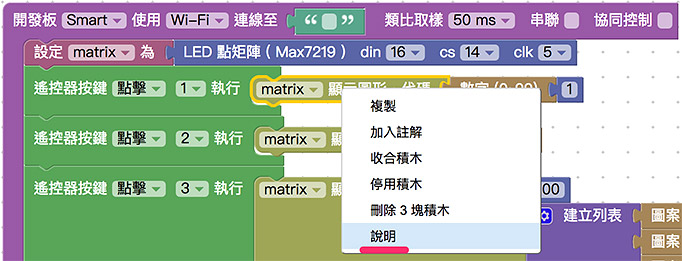 開發板 Smart 使用 Wi-Fi 連線至 “ ” 類比取樣 50 ms 串聯 協同控制
設定 matrix 為 LED 點矩陣 ( Max7219 ) din 16 cs 14 clk 5
遙控器按鍵 點擊 1 執行 matrix 顯示圖形，代碼 數字 (0~99) 1
複製
加入註解
遙控器按鍵 點擊 2 執行 matrix
收合積木
停用積木
遙控器按鍵 點擊 3 執行 matrix 顯 00
刪除 3 塊積木
建立列表 圖案
說明
圖案